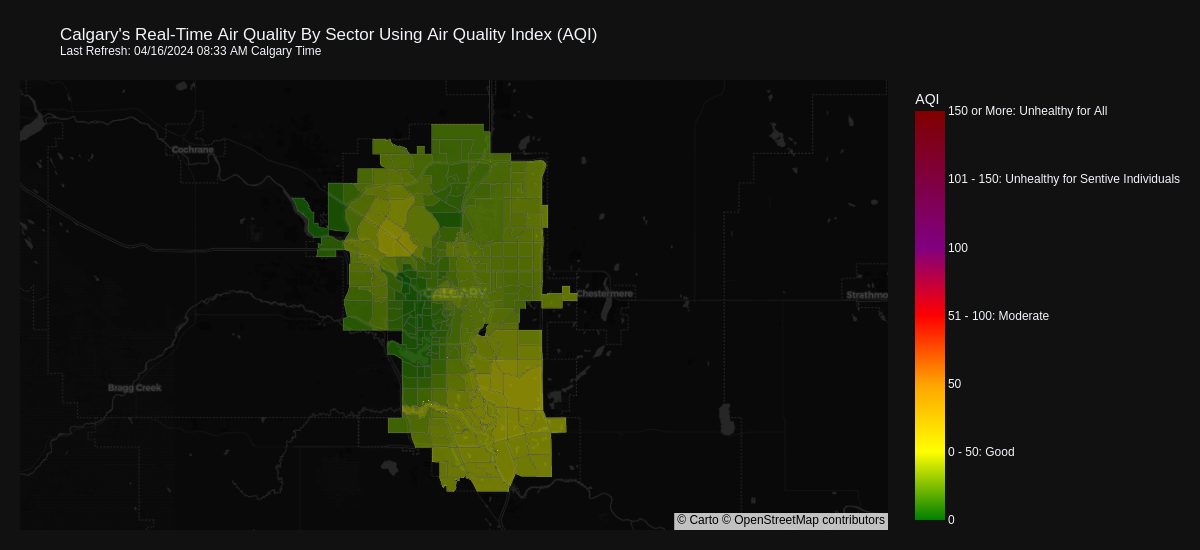 Calgary's Real-Time Air Quality By Sector Using Air Quality Index (AQI)
Last Refresh: 04/16/2024 08:33 AM Calgary Time
AQI
150 or More: Unhealthy for All
Cochrane
101 - 150: Unhealthy for Sentive Individuals
100
CALGARY
Chestermere
Strathmo
51 - 100: Moderate
50
Bragg Creek
0 - 50: Good
0
© Carto © OpenStreetMap contributors